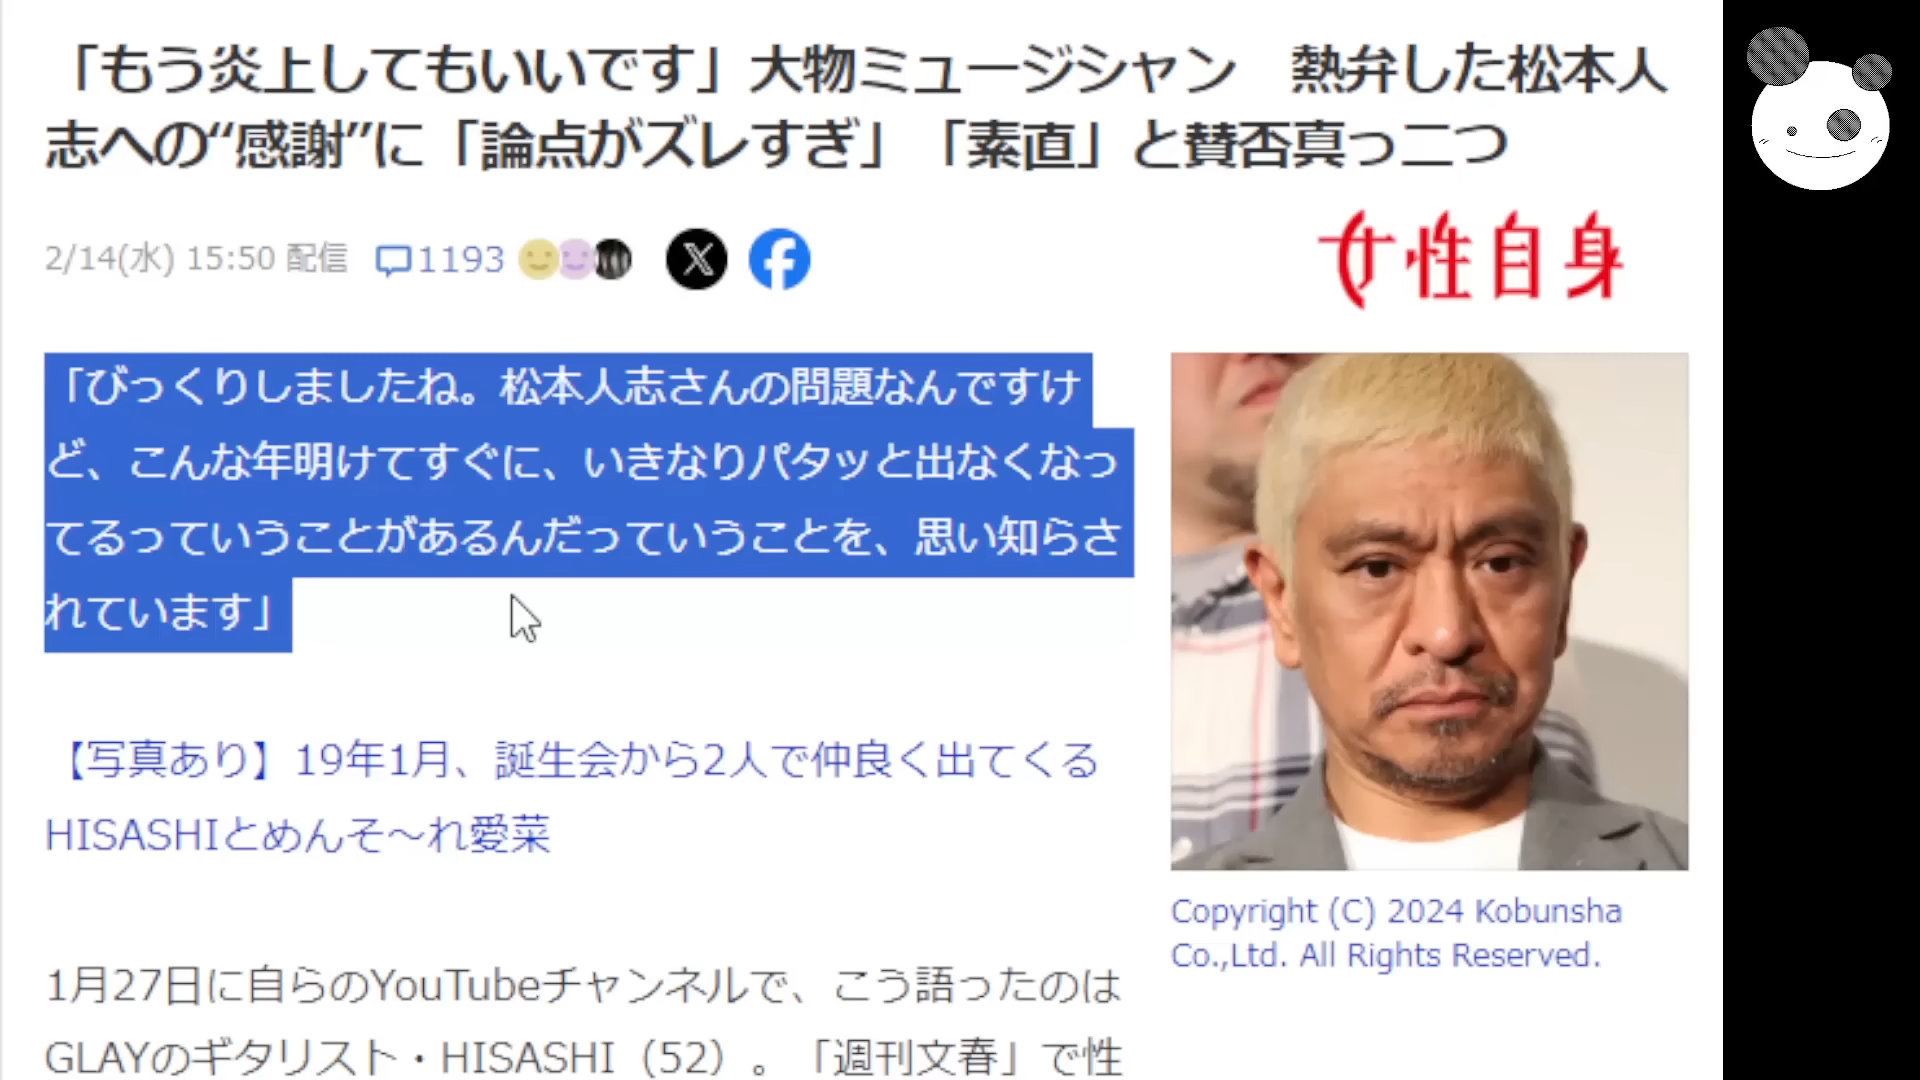 「もう炎上してもいいです」大物ミュージシャン　熱弁した松本人
志への“感謝”に「論点がズレすぎ」「素直」と賛否真っ二つ
2/14(水) 15:50 配信
1193
女性自身
「びっくりしましたね。松本人志さんの問題なんですけ
ど、こんな年明けてすぐに、いきなりパタッと出なくなっ
てるっていうことがあるんだっていうことを、思い知らさ
れています」
【写真あり】19年1月、誕生会から2人で仲良く出てくる
HISASHIとめんそ～れ愛菜
Copyright (C) 2024 Kobunsha
Co.,Ltd. All Rights Reserved.
1月27日に自らのYouTubeチャンネルで、こう語ったのは
GLAYのギタリスト・HISASHI（52）。「週刊文春」で性